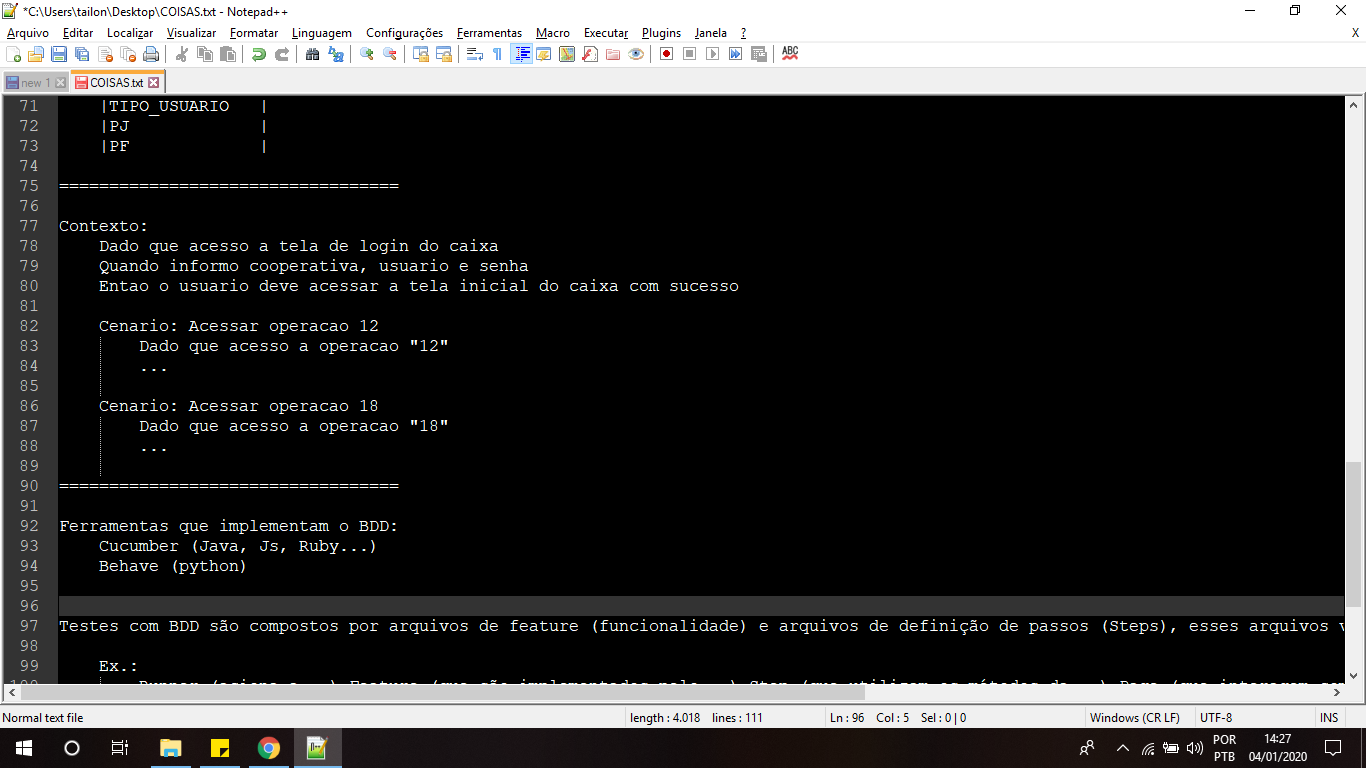 *C:\Users\tailon\Desktop\COISAS.txt - Notepad++
Arquivo Editar Localizar Visualizar Formatar Linguagem Configurações Ferramentas Macro Executar Plugins Janela ? X
new 1 COISAS.txt
71 |TIPO_USUARIO |
72 |PJ |
73 |PF |
74
75 ==================================
76
77 Contexto:
78 Dado que acesso a tela de login do caixa
79 Quando informo cooperativa, usuario e senha
80 Entao o usuario deve acessar a tela inicial do caixa com sucesso
81
82 Cenario: Acessar operacao 12
83 Dado que acesso a operacao "12"
84 ...
85
86 Cenario: Acessar operacao 18
87 Dado que acesso a operacao "18"
88 ...
89
90 ==================================
91
92 Ferramentas que implementam o BDD:
93 Cucumber (Java, Js, Ruby...)
94 Behave (python)
95
96
97 Testes com BDD são compostos por arquivos de feature (funcionalidade) e arquivos de definição de passos (Steps), esses arquivos
98
99 Ex.:
Normal text file length : 4.018 lines : 111 Ln : 96 Col : 5 Sel : 0 | 0 Windows (CR LF) UTF-8 INS
POR
PTB
14:27
04/01/2020